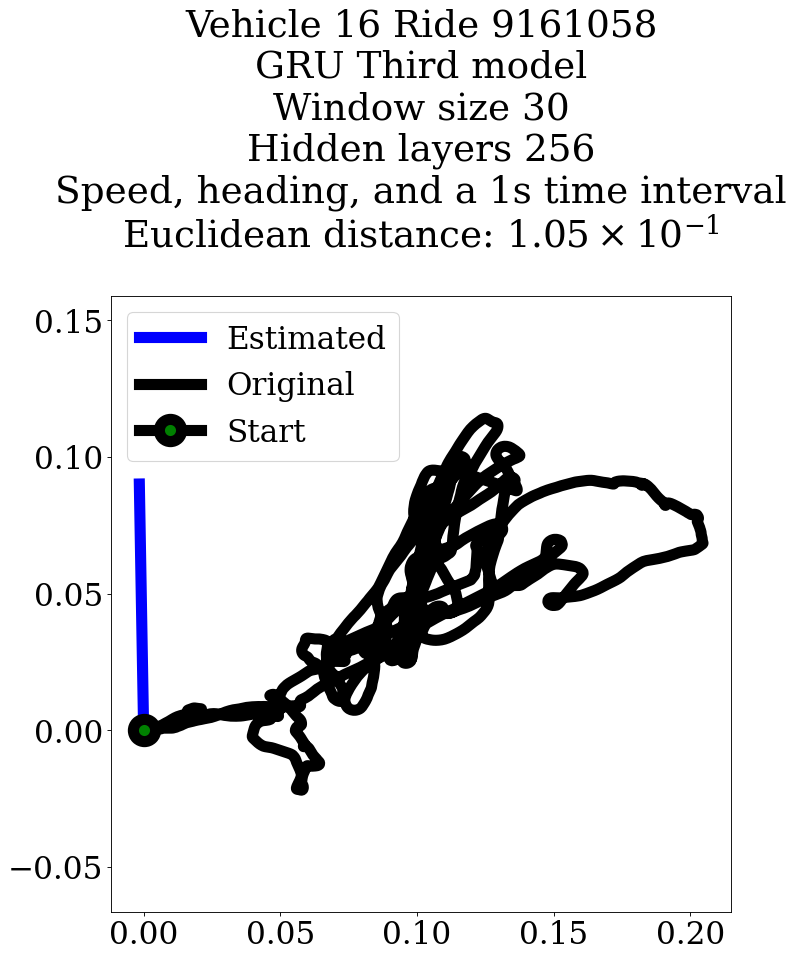 Vehicle 16 Ride 9161058
GRU Third model
Window size 30
Hidden layers 256
Speed, heading, and a 1s time interval
Euclidean distance: 1.05 × 10⁻¹
Estimated
Original
Start
0.15
0.10
0.05
0.00
−0.05
0.00 0.05 0.10 0.15 0.20